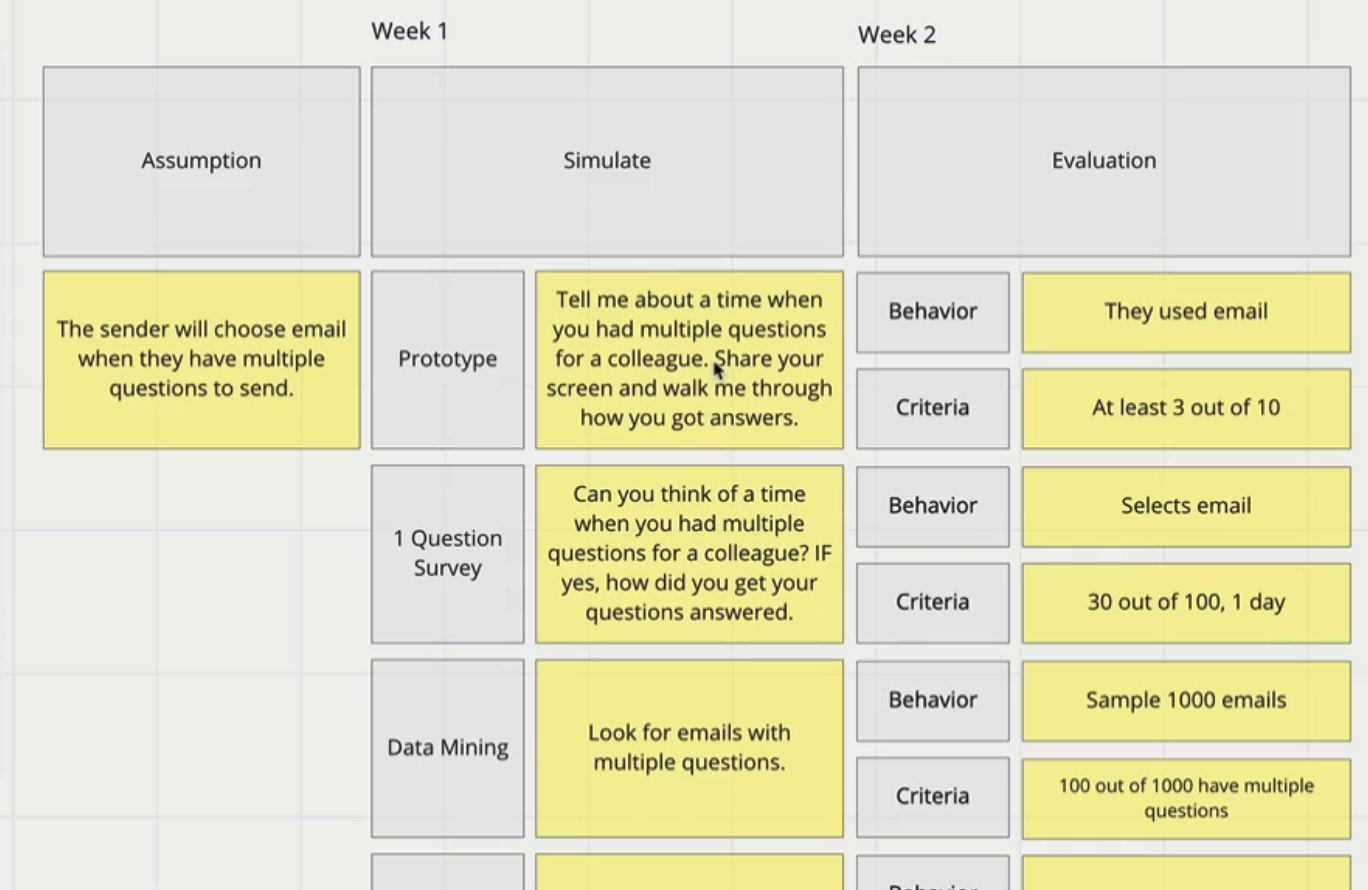 Week 1
Week 2
Assumption
Simulate
Evaluation
The sender will choose email
when they have multiple
questions to send.
Prototype
Tell me about a time when
you had multiple questions
for a colleague. Share your
screen and walk me through
how you got answers.
Behavior
They used email
Criteria
At least 3 out of 10
1 Question
Survey
Can you think of a time
when you had multiple
questions for a colleague? IF
yes, how did you get your
questions answered.
Behavior
Selects email
Criteria
30 out of 100, 1 day
Data Mining
Look for emails with
multiple questions.
Behavior
Sample 1000 emails
Criteria
100 out of 1000 have multiple
questions
Behavior